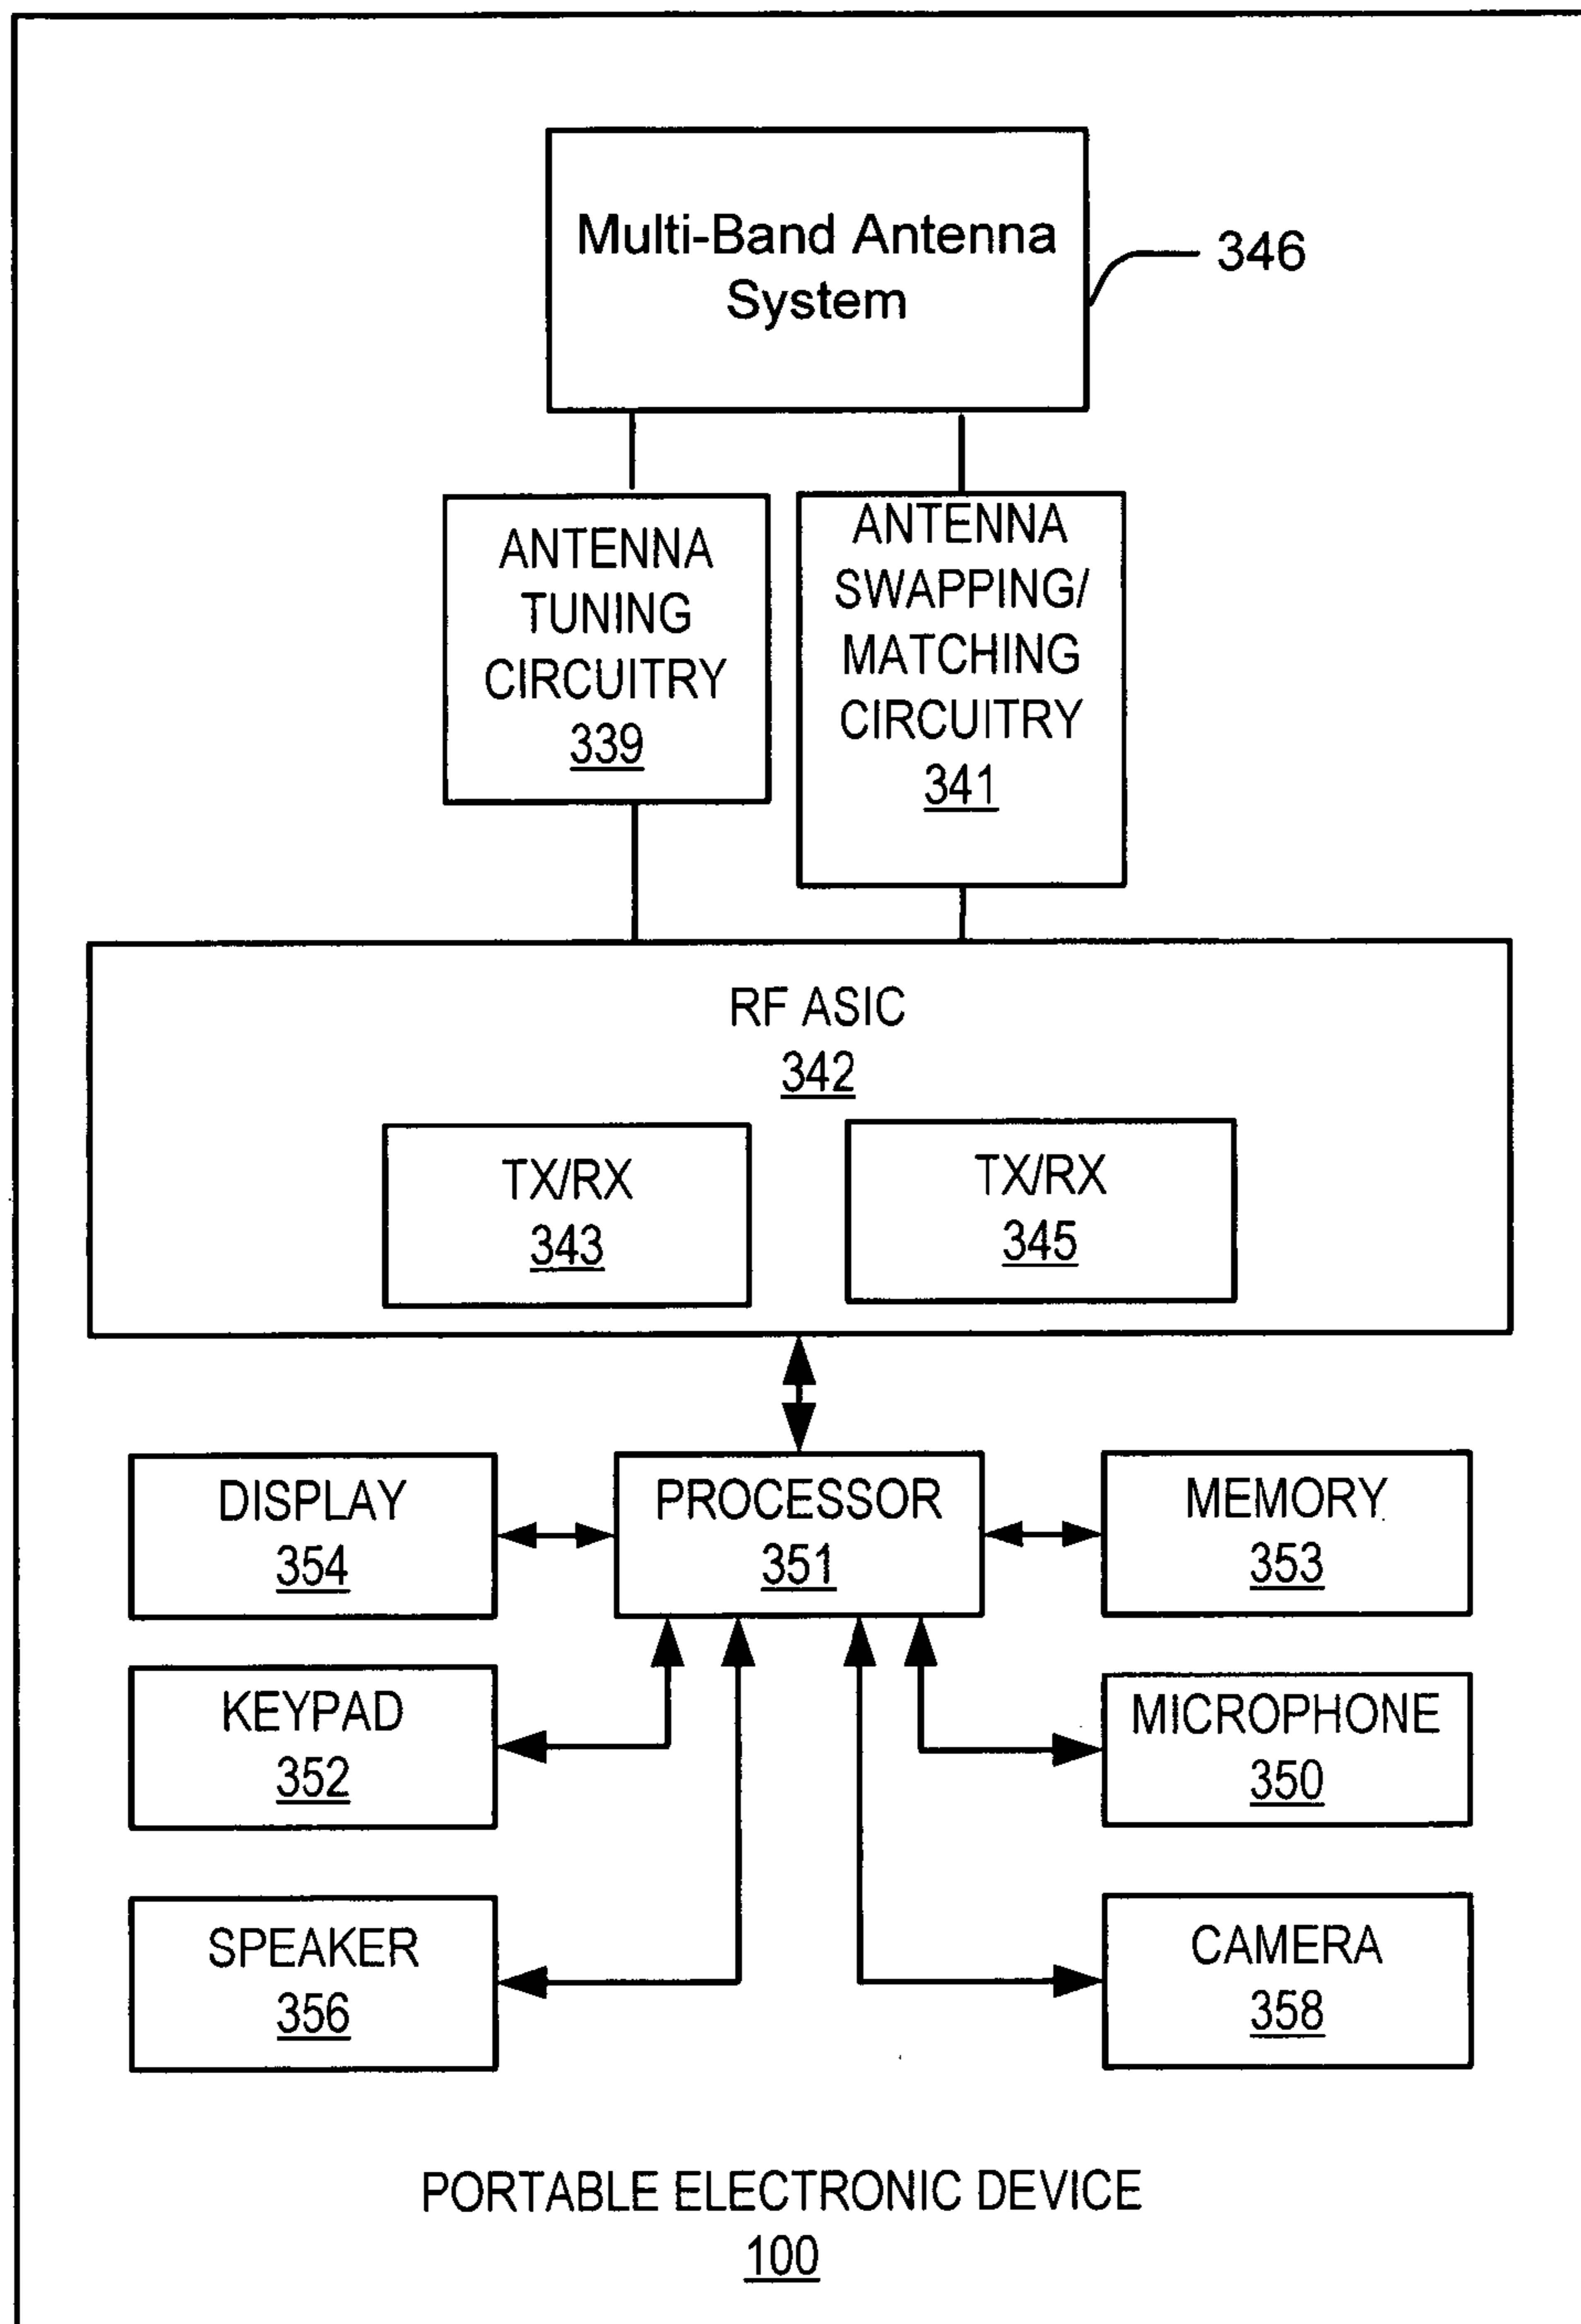 Multi-Band Antenna
System
346
ANTENNA
TUNING
CIRCUITRY
339
ANTENNA
SWAPPING/
MATCHING
CIRCUITRY
341
RF ASIC
342
TX/RX
343
TX/RX
345
DISPLAY
354
PROCESSOR
351
MEMORY
353
KEYPAD
352
MICROPHONE
350
SPEAKER
356
CAMERA
358
PORTABLE ELECTRONIC DEVICE
100